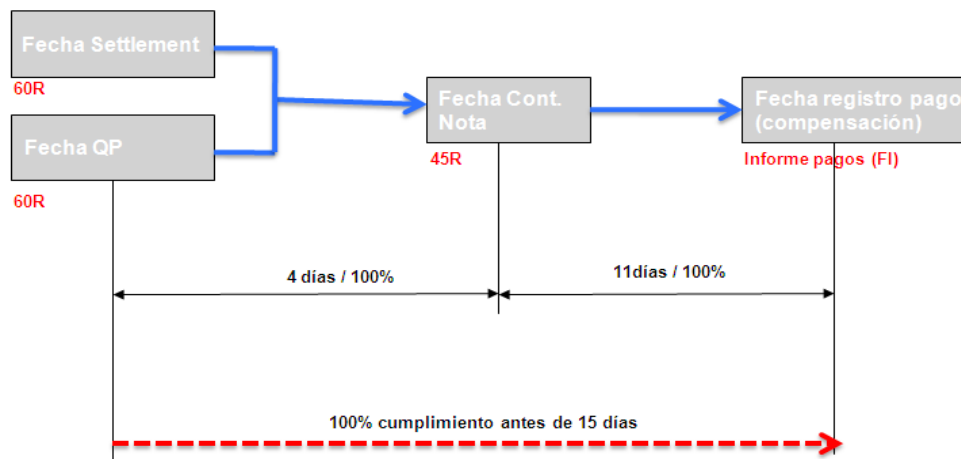 Fecha Settlement
60R
Fecha QP
60R
Fecha Cont.
Nota
45R
Fecha registro pago
(compensación)
Informe pagos (FI)
4 días / 100%
11días / 100%
100% cumplimiento antes de 15 días